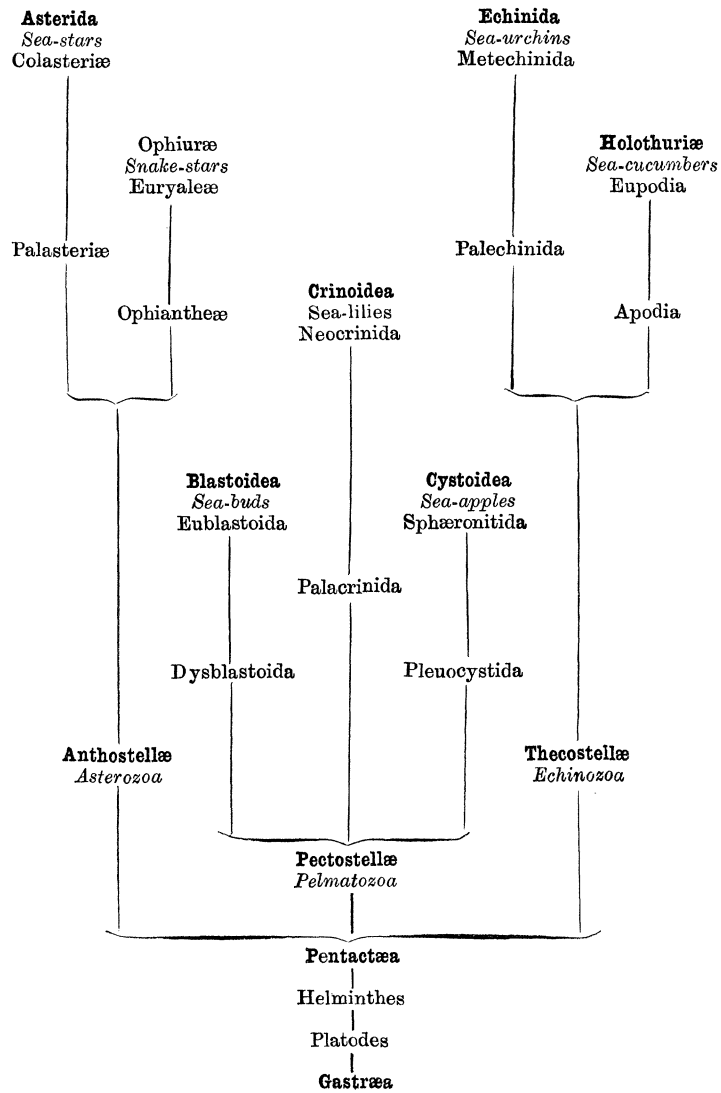 Asterida
Sea-stars
Colasteriæ
Echinida
Sea-urchins
Metechinida
Ophiuræ
Snake-stars
Euryaleæ
Holothuriæ
Sea-cucumbers
Eupodia
Palasteriæ
Palechinida
Ophiantheæ
Crinoidea
Sea-lilies
Neocrinida
Apodia
Blastoidea
Sea-buds
Eublastoida
Cystoidea
Sea-apples
Sphæronitida
Palacrinida
Dysblastoida
Pleuocystida
Anthostellæ
Asterozoa
Thecostellæ
Echinozoa
Pectostellæ
Pelmatozoa
Pentactæa
Helminthes
Platodes
Gastræa